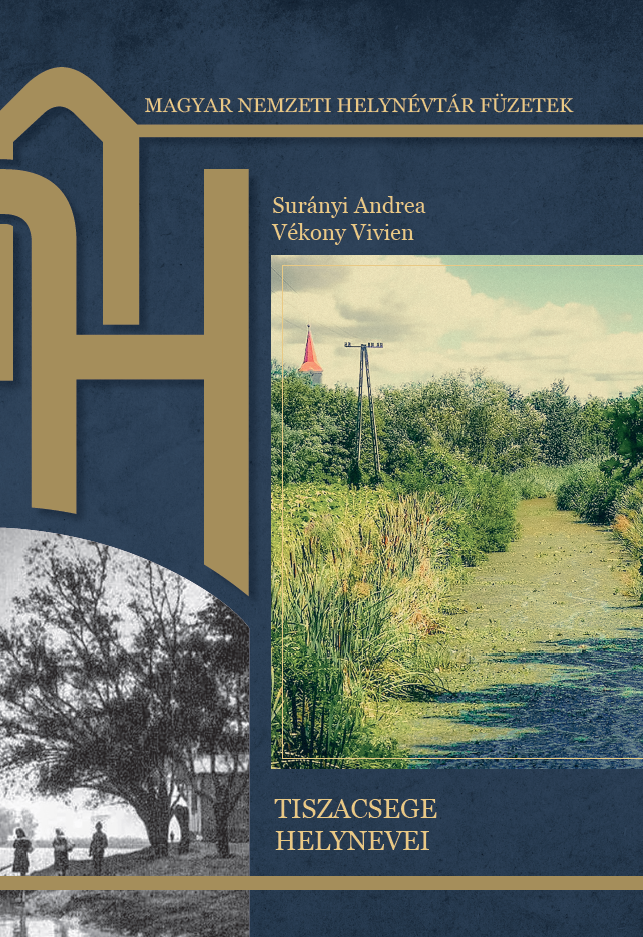 MAGYAR NEMZETI HELYNÉVTÁR FÜZETEK
Surányi Andrea
Vékony Vivien
TISZACSEGE
HELYNEVEI